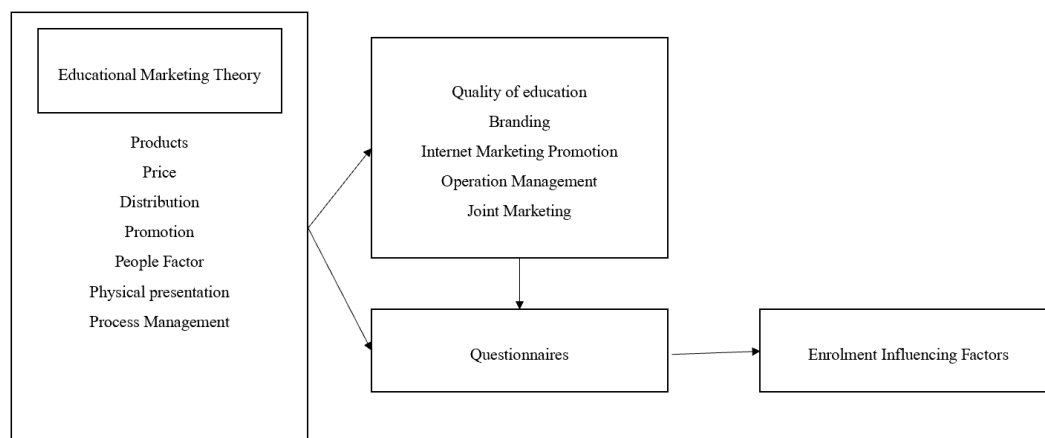 Educational Marketing Theory
Products
Price
Distribution
Promotion
People Factor
Physical presentation
Process Management
Quality of education
Branding
Internet Marketing Promotion
Operation Management
Joint Marketing
Questionnaires
Enrolment Influencing Factors